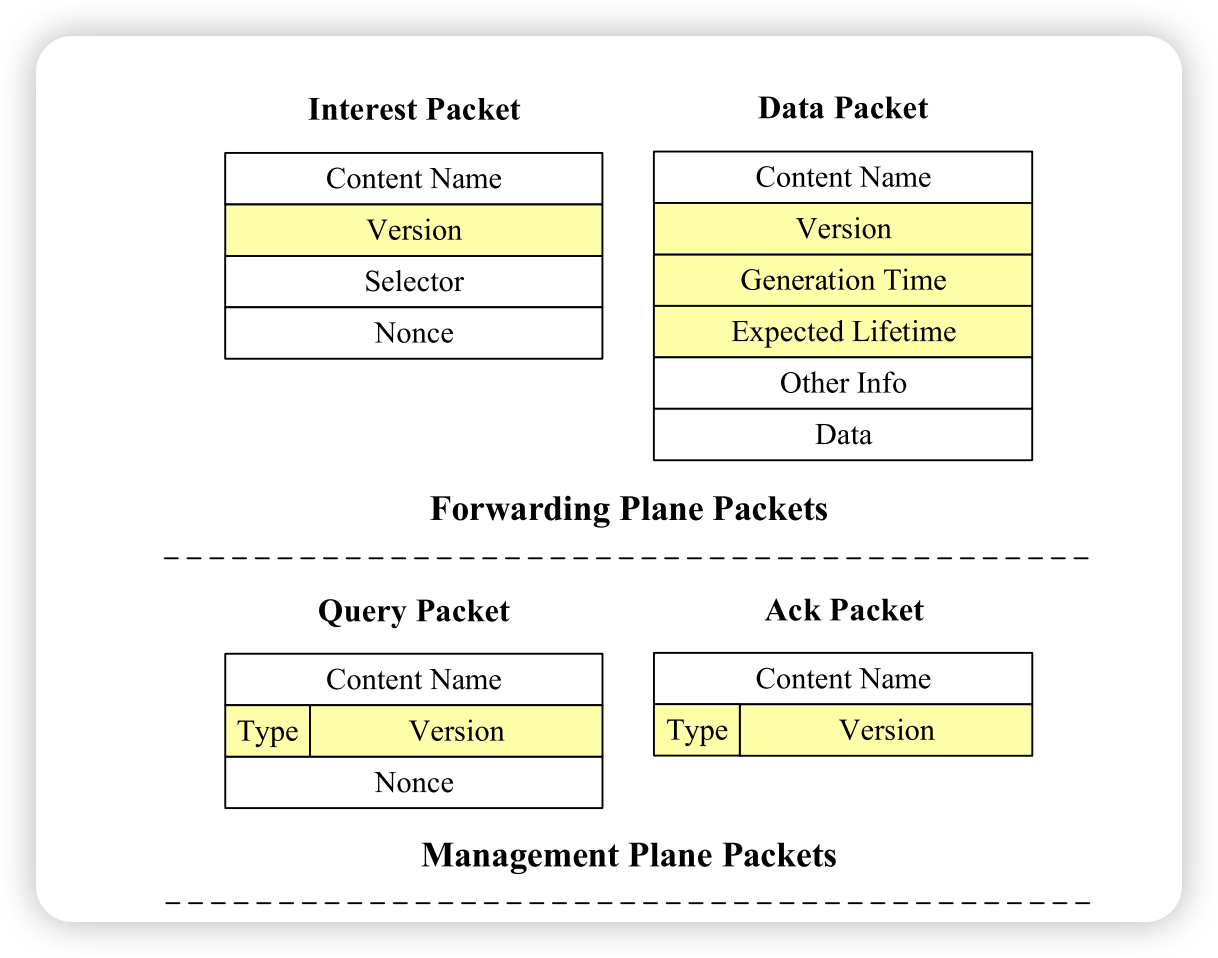 Interest Packet
Content Name
Version
Selector
Nonce
Data Packet
Content Name
Version
Generation Time
Expected Lifetime
Other Info
Data
Forwarding Plane Packets
Query Packet
Content Name
Type Version
Nonce
Ack Packet
Content Name
Type Version
Management Plane Packets